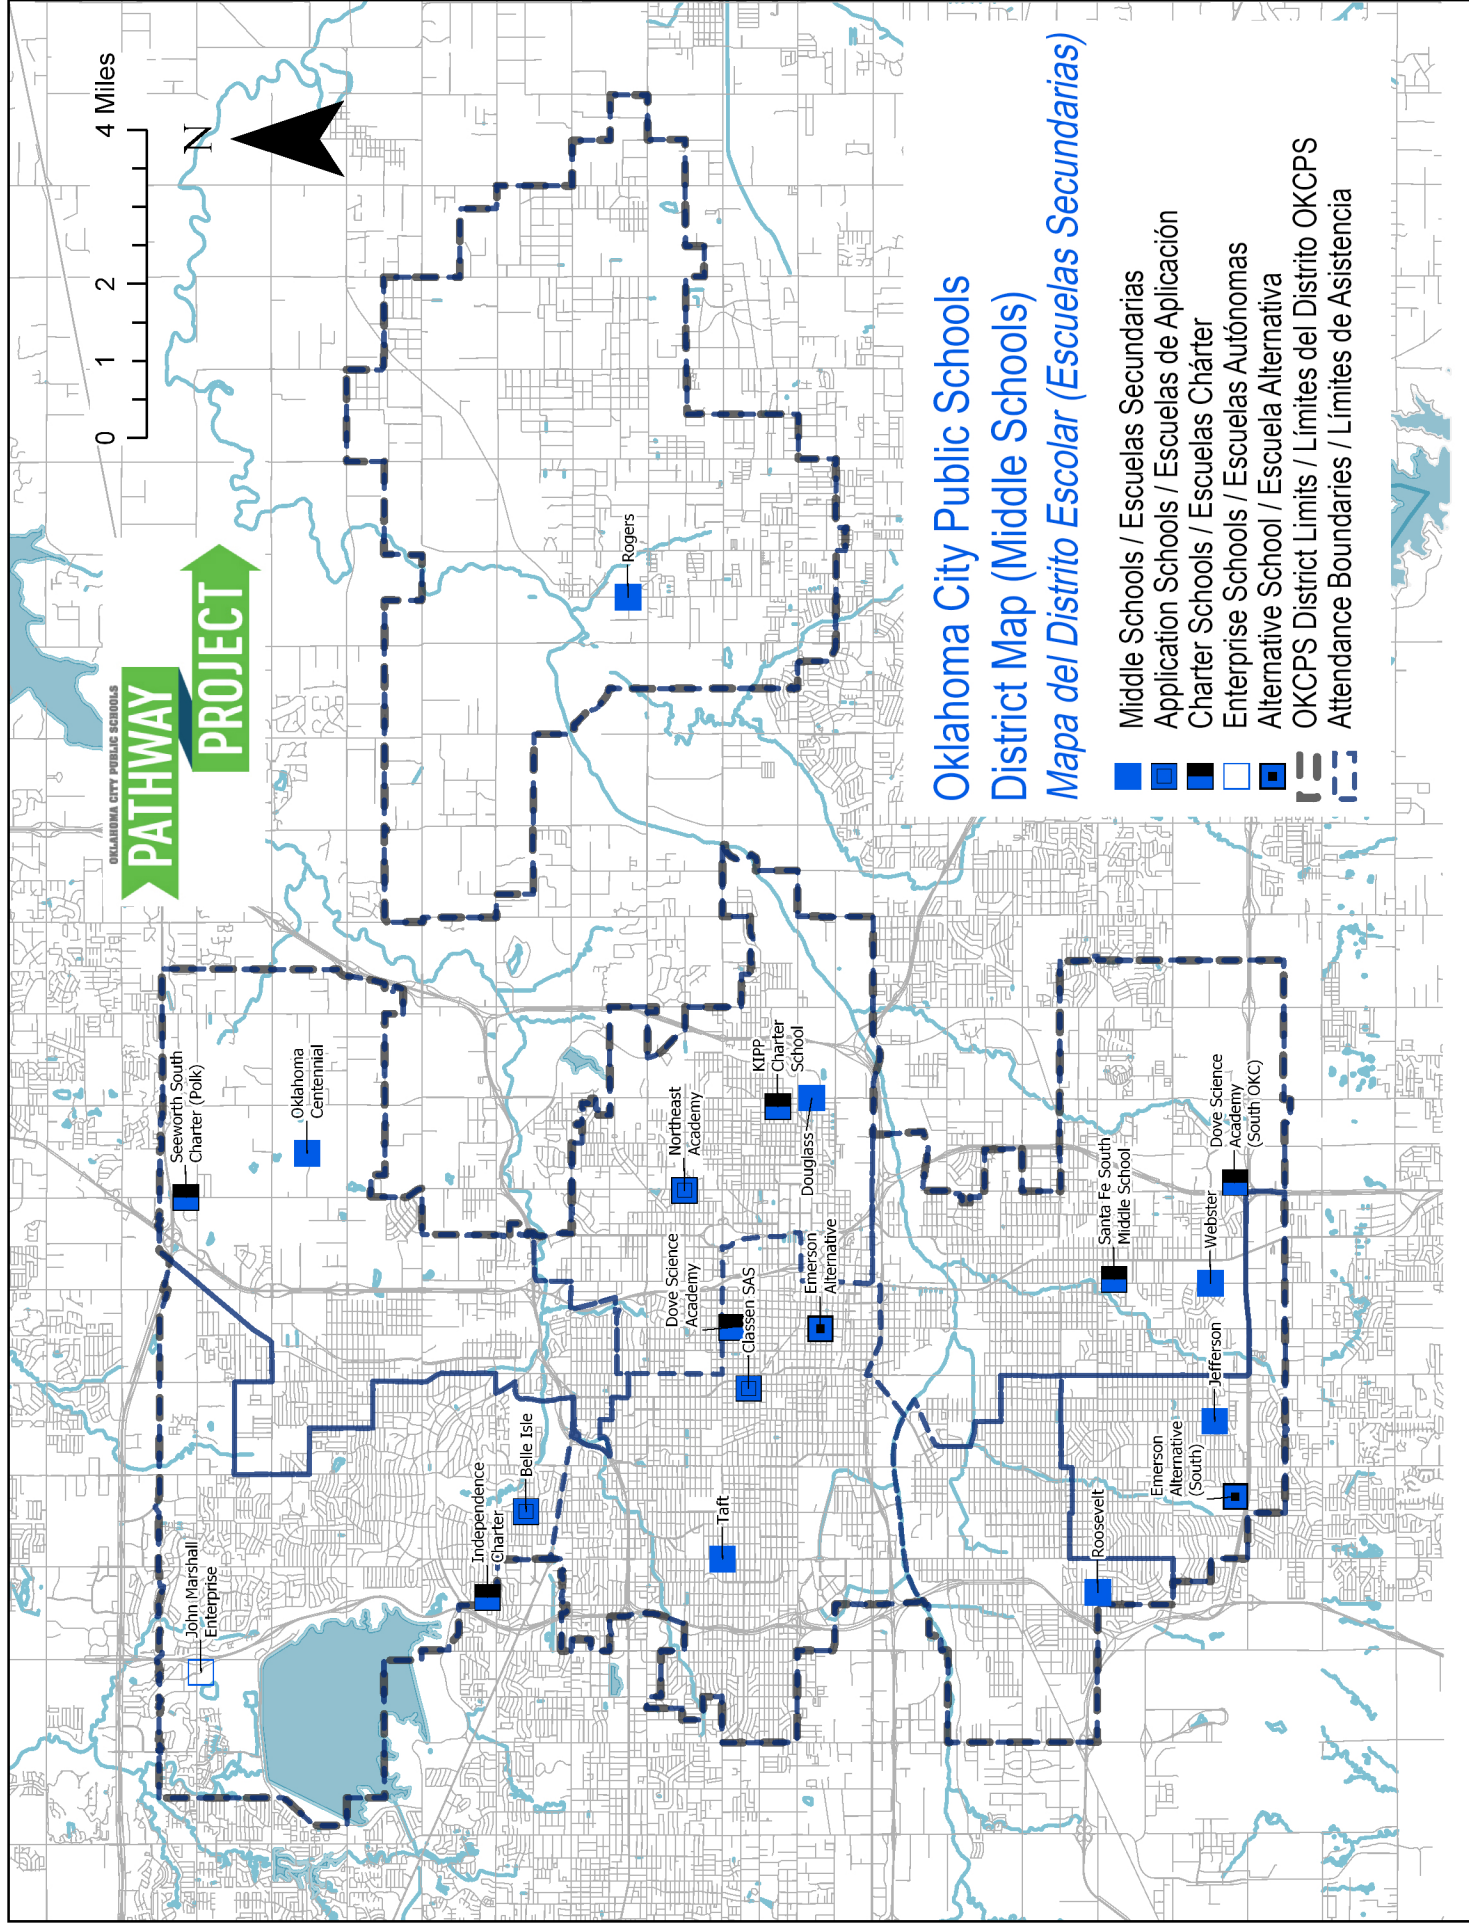 OKLAHOMA CITY PUBLIC SCHOOLS
PATHWAY
PROJECT
0 1 2 4 Miles
N
John Marshall
Enterprise
Seeworth South
Charter (Polk)
Oklahoma
Centennial
Independence
Charter
Belle Isle
Rogers
Northeast
Academy
Dove Science
Academy
Classen SAS
Taft
KIPP
Charter
School
Douglass
Emerson
Alternative
Roosevelt
Santa Fe South
Middle School
Emerson
Alternative
(South)
Jefferson
Webster
Dove Science
Academy
(South OKC)
Oklahoma City Public Schools
District Map (Middle Schools)
Mapa del Distrito Escolar (Escuelas Secundarias)
Middle Schools / Escuelas Secundarias
Application Schools / Escuelas de Aplicación
Charter Schools / Escuelas Chárter
Enterprise Schools / Escuelas Autónomas
Alternative School / Escuela Alternativa
OKCPS District Limits / Límites del Distrito OKCPS
Attendance Boundaries / Límites de Asistencia